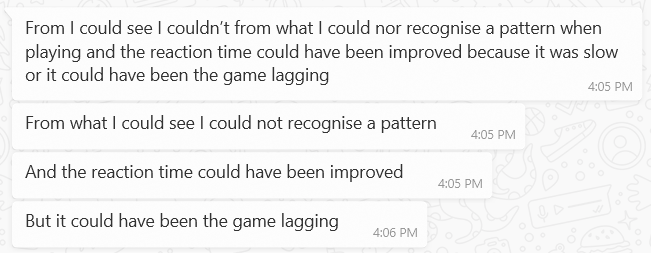 From I could see I couldn't from what I could nor recognise a pattern when
playing and the reaction time could have been improved because it was slow
or it could have been the game lagging
4:05 PM
From what I could see I could not recognise a pattern
4:05 PM
And the reaction time could have been improved
4:05 PM
But it could have been the game lagging
4:06 PM